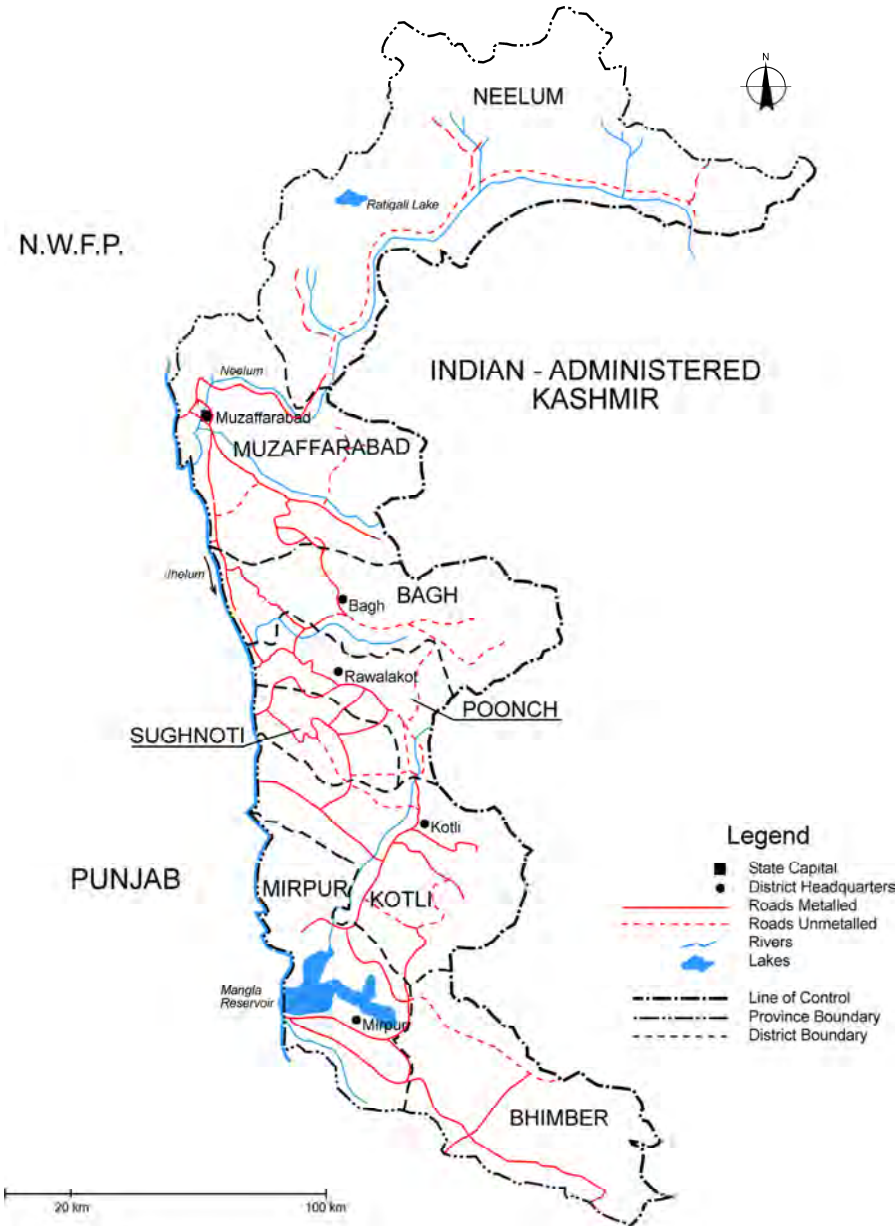 N
NEELUM
Ratigali Lake
N.W.F.P.
INDIAN - ADMINISTERED
KASHMIR
Neelum
Muzaffarabad
MUZAFFARABAD
Jhelum
BAGH
Bagh
Rawalakot
POONCH
SUGHNOTI
Kotli
PUNJAB
MIRPUR
KOTLI
Mangla
Reservoir
Mirpur
BHIMBER
Legend
State Capital
District Headquarters
Roads Metalled
Roads Unmetalled
Rivers
Lakes
Line of Control
Province Boundary
District Boundary
20 km
100 km